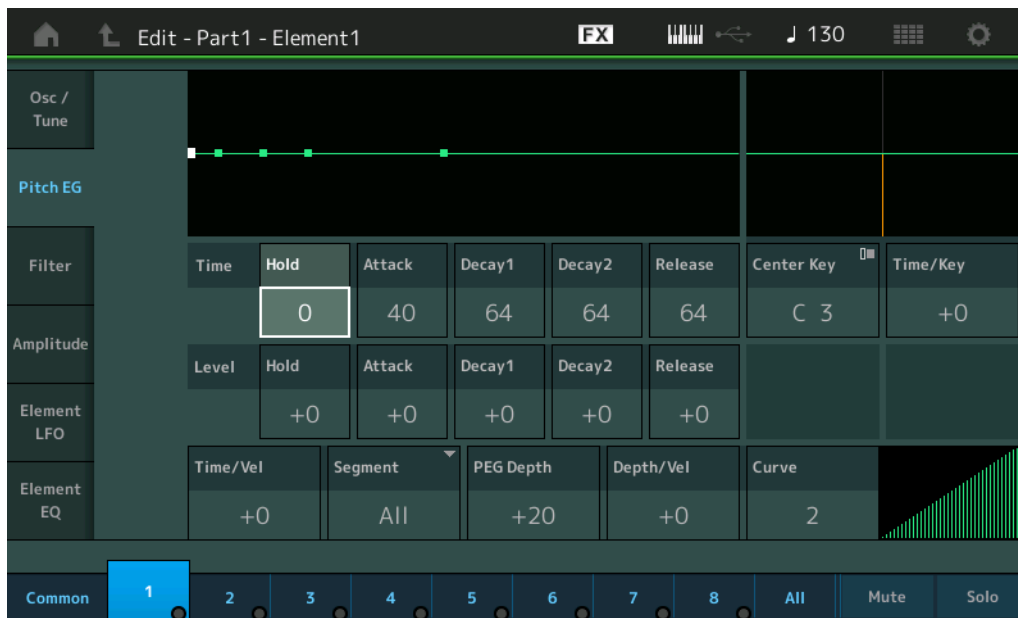 Edit - Part1 - Element1 FX ♩ 130
Osc /
Tune
Pitch EG
Filter
Amplitude
Element
LFO
Element
EQ
Time Hold Attack Decay1 Decay2 Release Center Key Time/Key
0 40 64 64 64 C 3 +0
Level Hold Attack Decay1 Decay2 Release
+0 +0 +0 +0 +0
Time/Vel Segment PEG Depth Depth/Vel Curve
+0 All +20 +0 2
Common 1 2 3 4 5 6 7 8 All Mute Solo